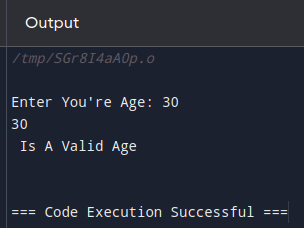 Output
/tmp/SGr8I4aAOp.o
Enter You're Age: 30
30
Is A Valid Age
=== Code Execution Successful ===